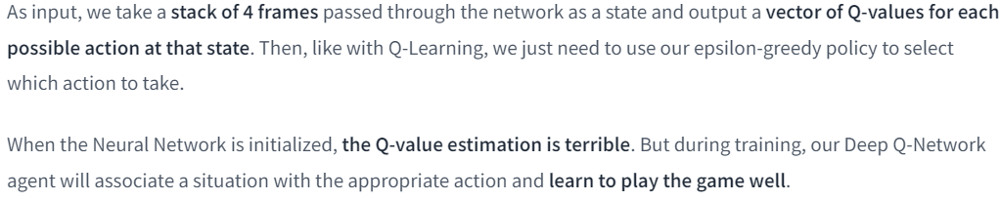 As input, we take a stack of 4 frames passed through the network as a state and output a vector of Q-values for each
possible action at that state. Then, like with Q-Learning, we just need to use our epsilon-greedy policy to select
which action to take.
When the Neural Network is initialized, the Q-value estimation is terrible. But during training, our Deep Q-Network
agent will associate a situation with the appropriate action and learn to play the game well.